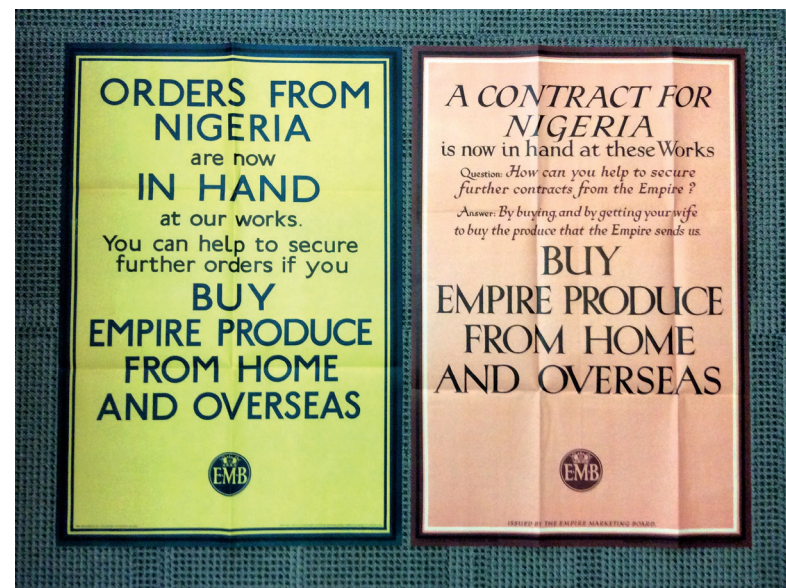 ORDERS FROM
NIGERIA
are now
IN HAND
at our works.
You can help to secure
further orders if you
BUY
EMPIRE PRODUCE
FROM HOME
AND OVERSEAS
EMB
A CONTRACT FOR
NIGERIA
is now in hand at these Works
Question: How can you help to secure
further contracts from the Empire ?
Answer: By buying, and by getting your wife
to buy the produce that the Empire sends us.
BUY
EMPIRE PRODUCE
FROM HOME
AND OVERSEAS
EMB
ISSUED BY THE EMPIRE MARKETING BOARD.